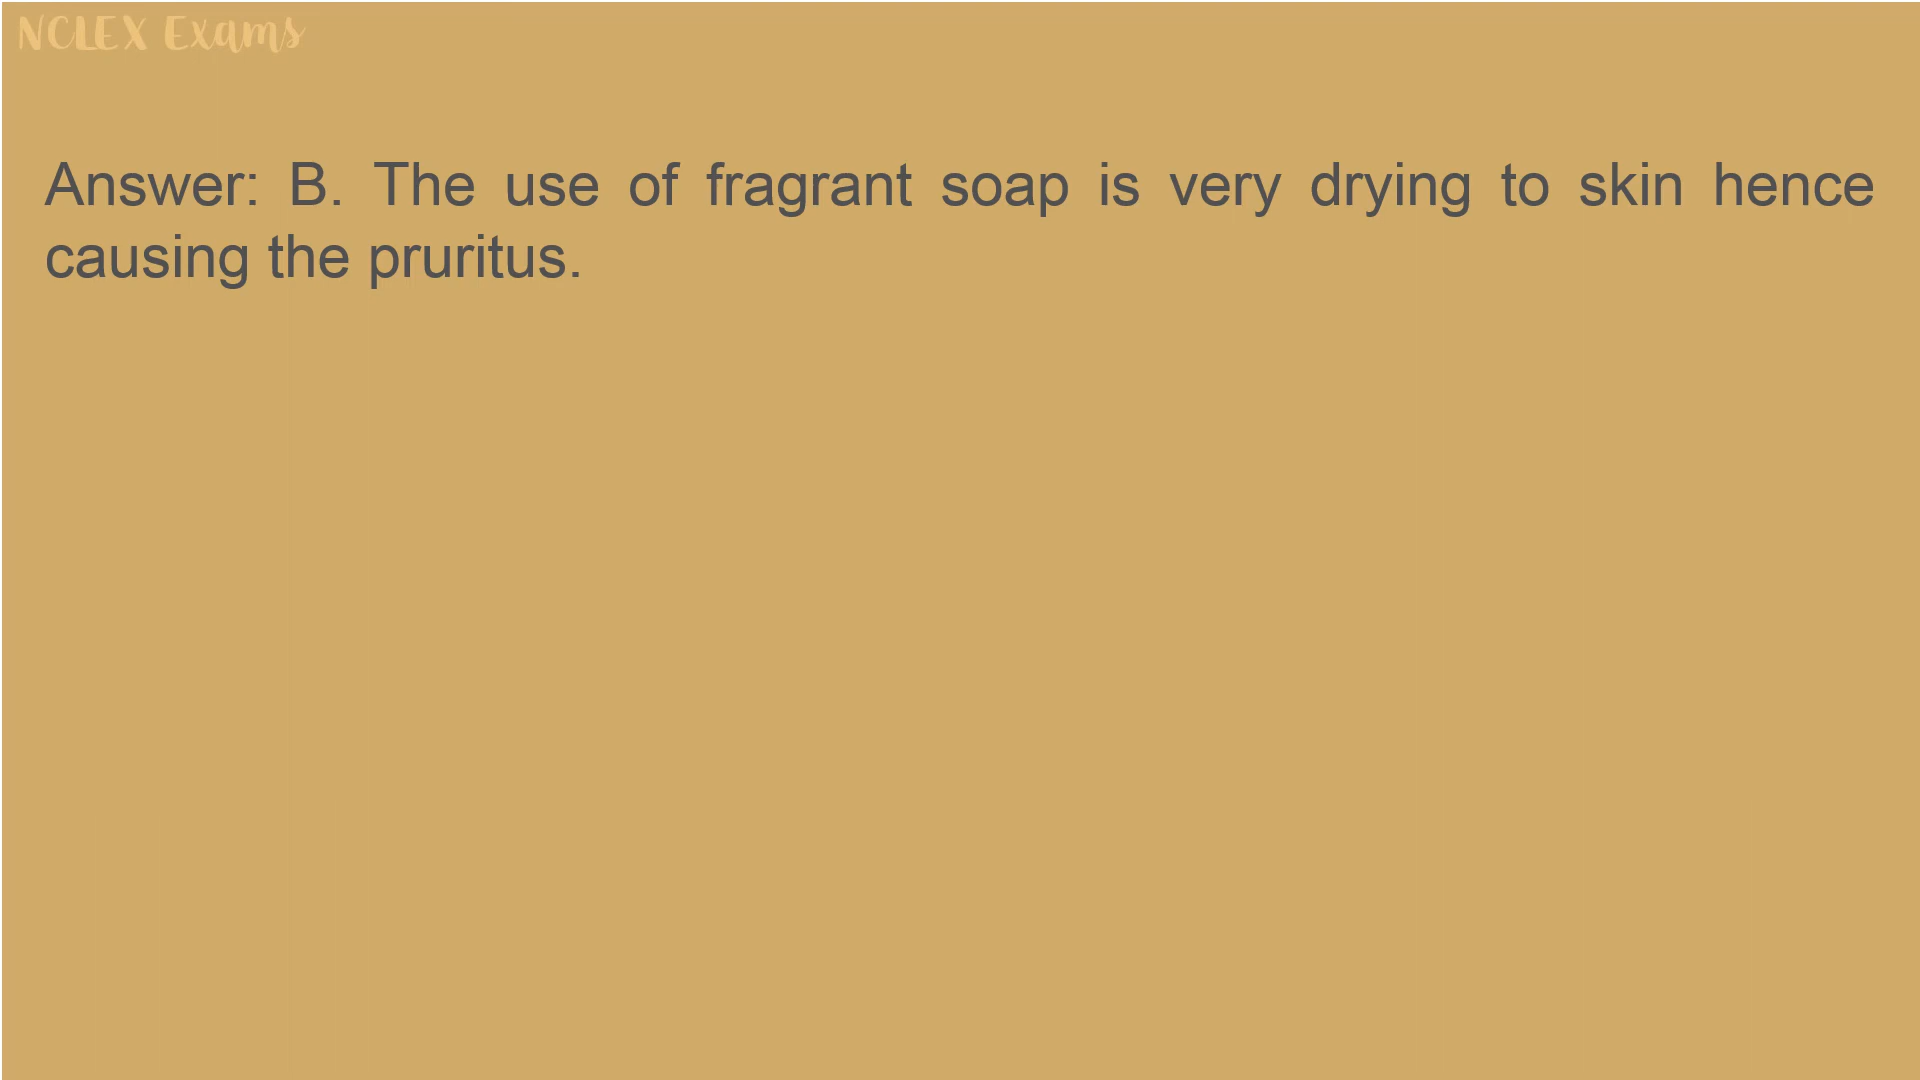 NCLEX Exams
Answer: B. The use of fragrant soap is very drying to skin hence
causing the pruritus.